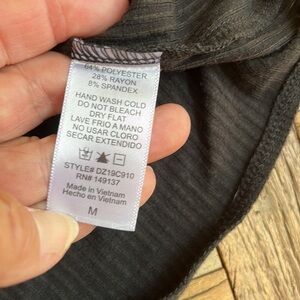 64% POLYESTER
28% RAYON
8% SPANDEX
HAND WASH COLD
DO NOT BLEACH
DRY FLAT
LAVE FRIO A MANO
NO USAR CLORO
SECAR EXTENDIDO
STYLE# DZ19C910
RN# 149137
Made in Vietnam
Hecho en Vietnam
M